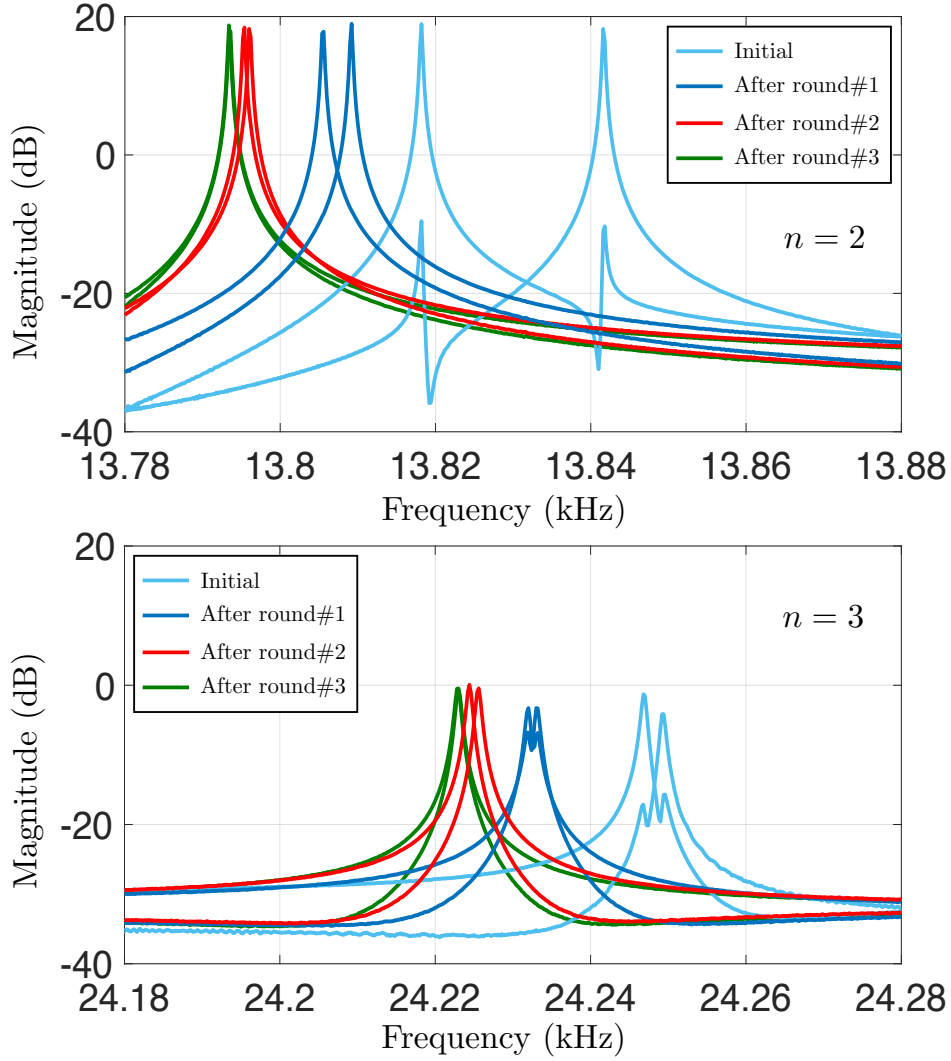 20
0
-20
-40
Magnitude (dB)
Initial
After round#1
After round#2
After round#3
n = 2
13.78 13.8 13.82 13.84 13.86 13.88
Frequency (kHz)
20
0
-20
-40
Magnitude (dB)
Initial
After round#1
After round#2
After round#3
n = 3
24.18 24.2 24.22 24.24 24.26 24.28
Frequency (kHz)